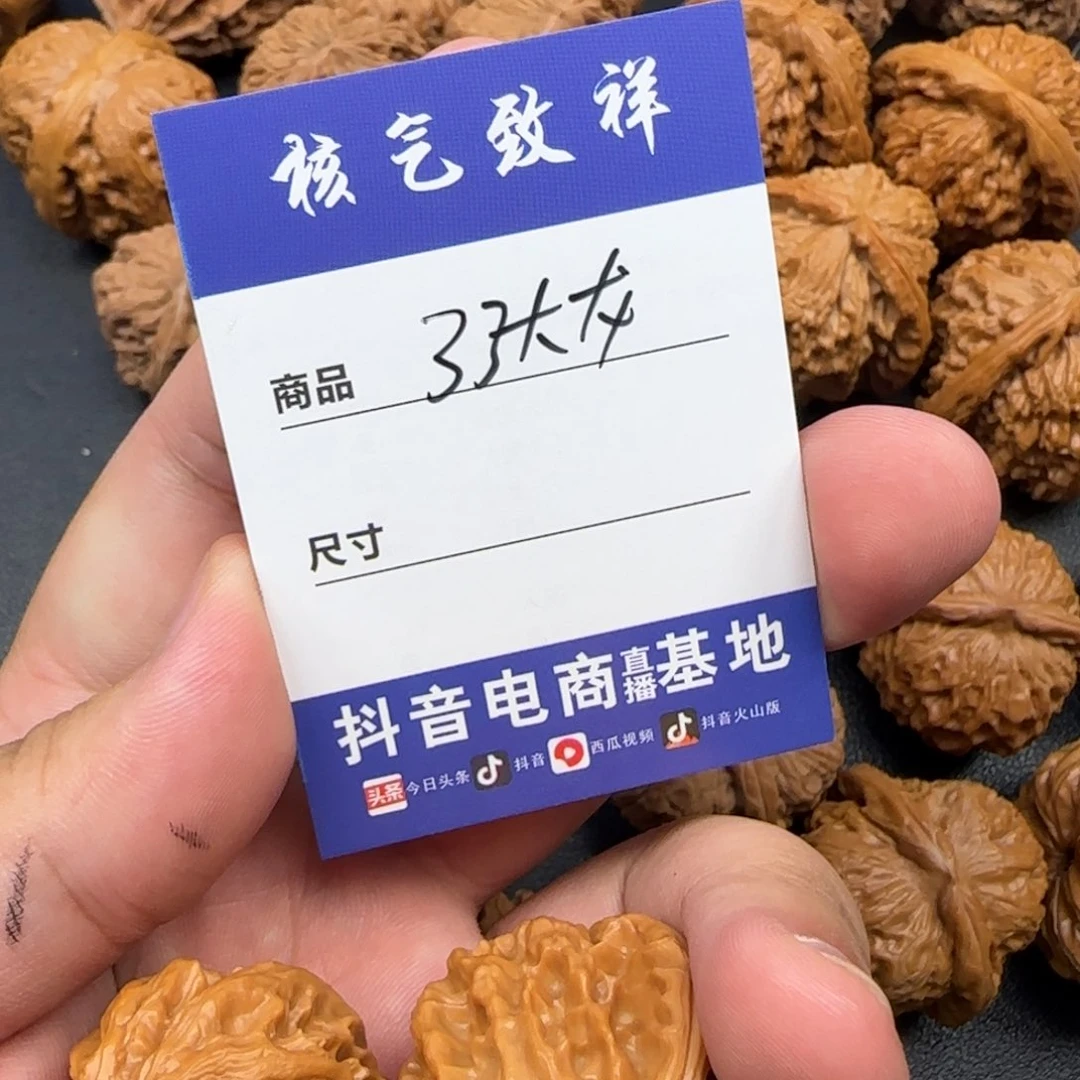 核气致祥
商品 33大龙
尺寸
抖音电商直播基地
头条 今日头条 抖音 西瓜视频 抖音火山版